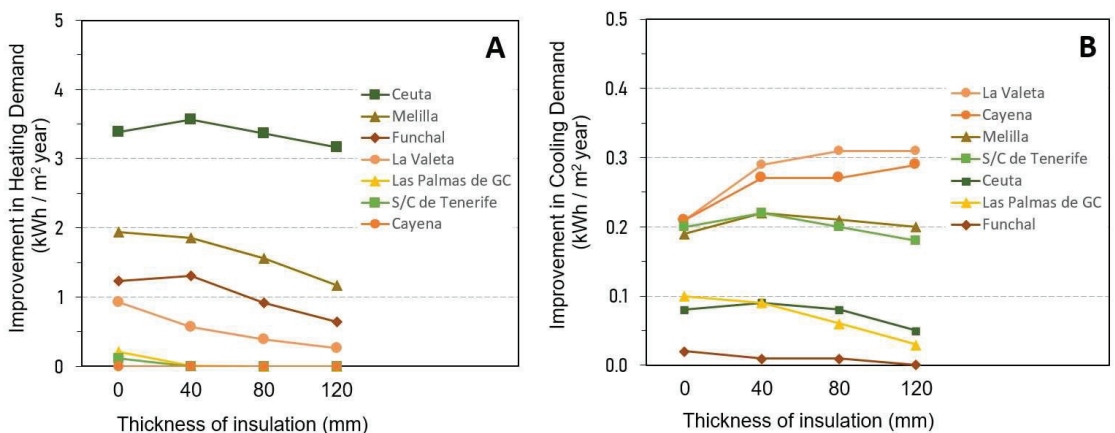 A
Improvement in Heating Demand
(kWh / m² year)
5
4
3
2
1
0
0 40 80 120
Thickness of insulation (mm)
Ceuta
Melilla
Funchal
La Valeta
Las Palmas de GC
S/C de Tenerife
Cayena
B
Improvement in Cooling Demand
(kWh / m² year)
0.5
0.4
0.3
0.2
0.1
0.0
0 40 80 120
Thickness of insulation (mm)
La Valeta
Cayena
Melilla
S/C de Tenerife
Ceuta
Las Palmas de GC
Funchal